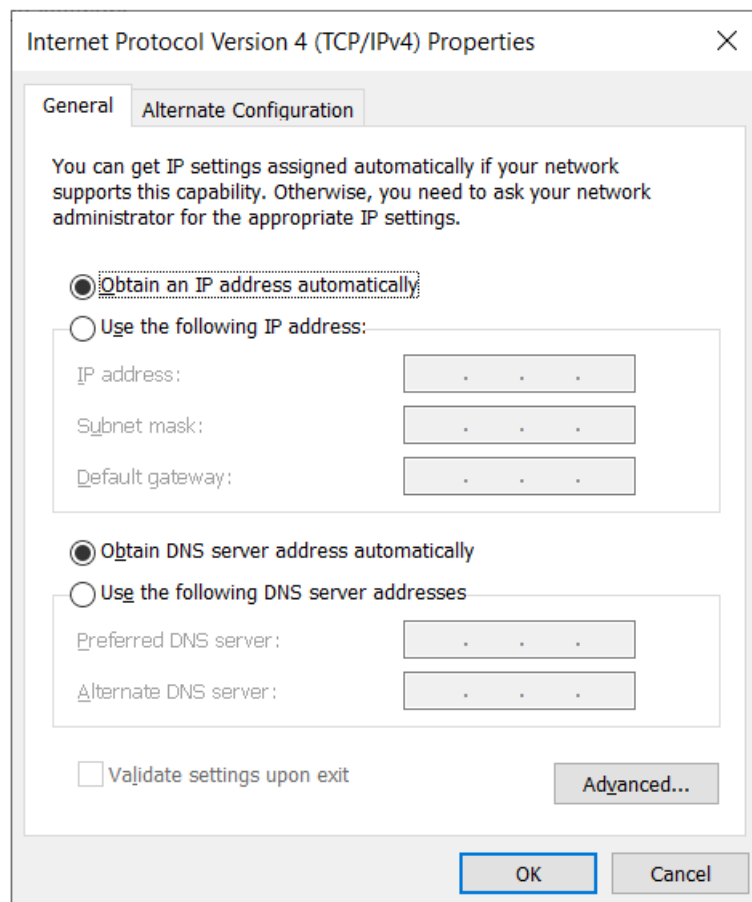 Internet Protocol Version 4 (TCP/IPv4) Properties
General
Alternate Configuration
You can get IP settings assigned automatically if your network
supports this capability. Otherwise, you need to ask your network
administrator for the appropriate IP settings.
Obtain an IP address automatically
Use the following IP address:
IP address:
Subnet mask:
Default gateway:
Obtain DNS server address automatically
Use the following DNS server addresses
Preferred DNS server:
Alternate DNS server:
Validate settings upon exit
Advanced...
OK
Cancel